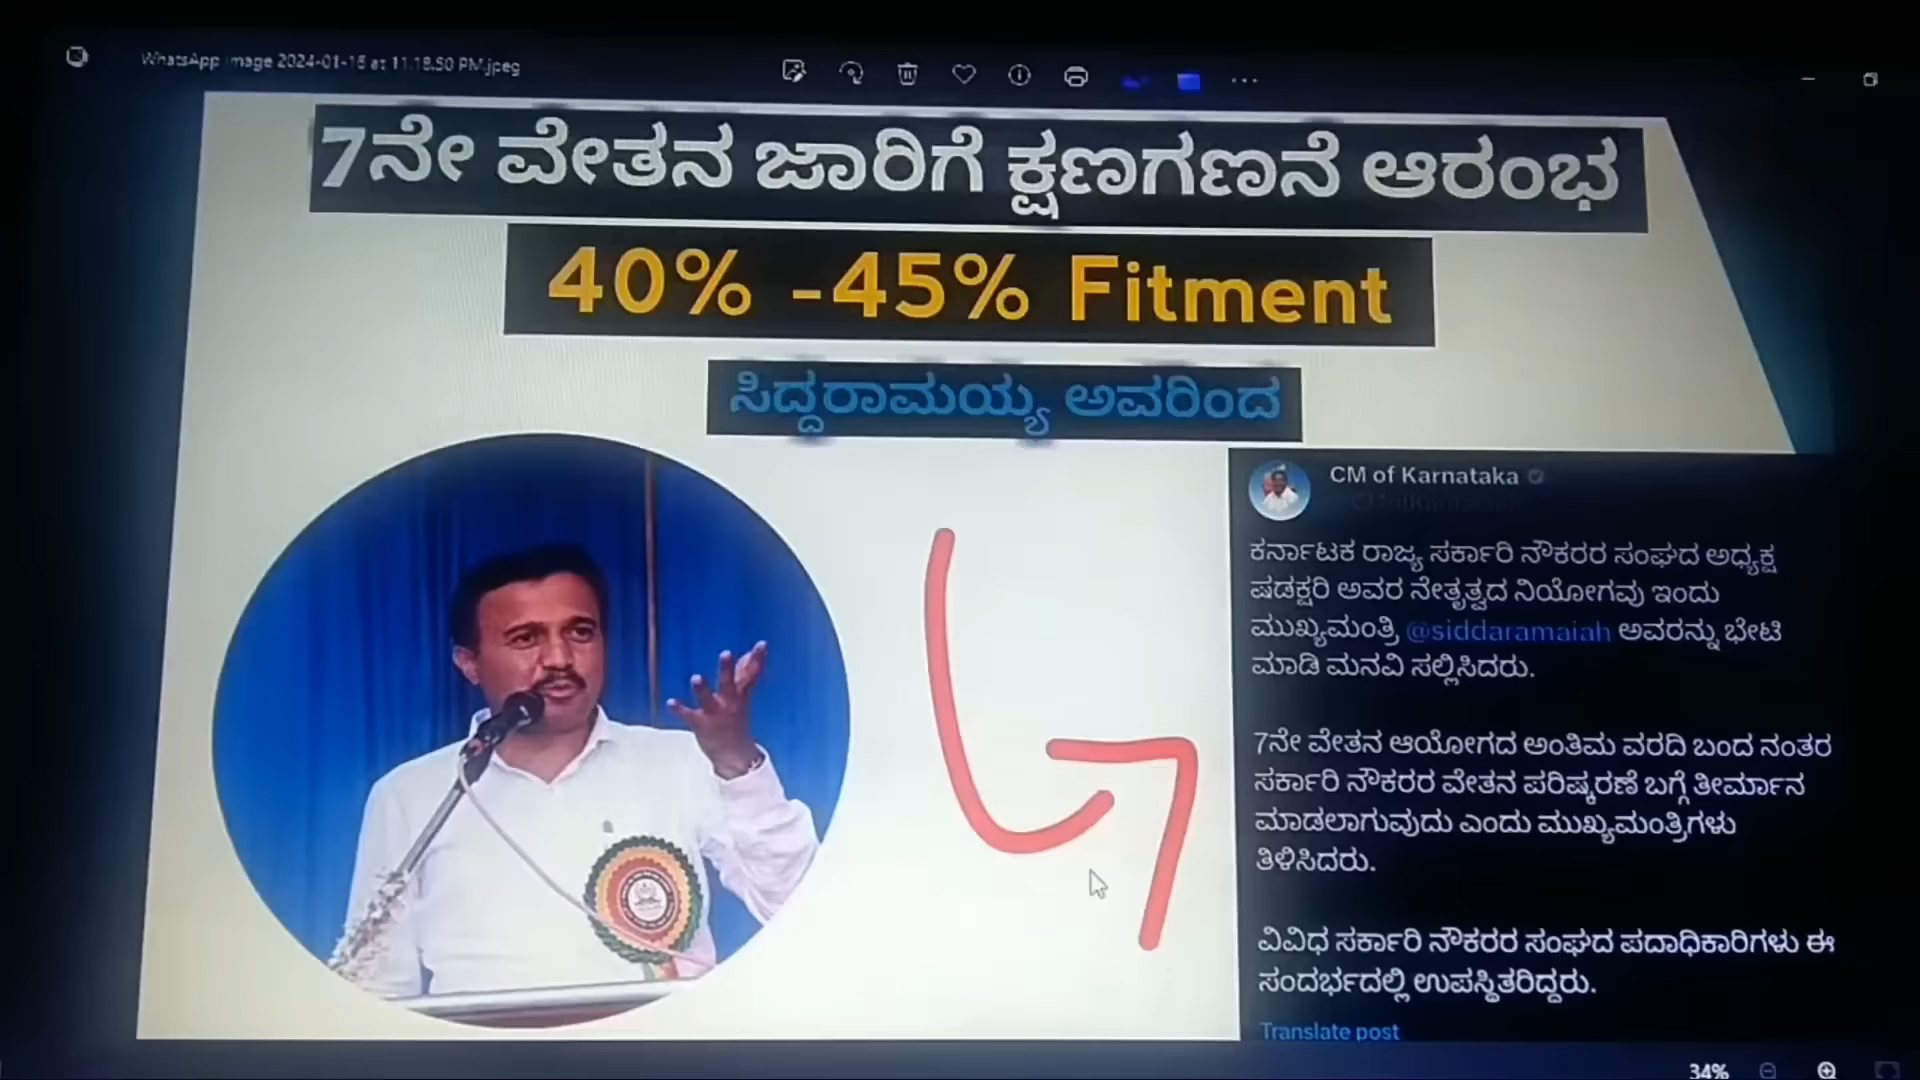 WhatsApp Image 2024-01-16 at 11.18.50 PM.jpeg
7ನೇ ವೇತನ ಜಾರಿಗೆ ಕ್ಷಣಗಣನೆ ಆರಂಭ
40% -45% Fitment
ಸಿದ್ದರಾಮಯ್ಯ ಅವರಿಂದ
CM of Karnataka
ಕರ್ನಾಟಕ ರಾಜ್ಯ ಸರ್ಕಾರಿ ನೌಕರರ ಸಂಘದ ಅಧ್ಯಕ್ಷ
ಷಡಕ್ಷರಿ ಅವರ ನೇತೃತ್ವದ ನಿಯೋಗವು ಇಂದು
ಮುಖ್ಯಮಂತ್ರಿ @siddaramaiah ಅವರನ್ನು ಭೇಟಿ
ಮಾಡಿ ಮನವಿ ಸಲ್ಲಿಸಿದರು.
7ನೇ ವೇತನ ಆಯೋಗದ ಅಂತಿಮ ವರದಿ ಬಂದ ನಂತರ
ಸರ್ಕಾರಿ ನೌಕರರ ವೇತನ ಪರಿಷ್ಕರಣೆ ಬಗ್ಗೆ ತೀರ್ಮಾನ
ಮಾಡಲಾಗುವುದು ಎಂದು ಮುಖ್ಯಮಂತ್ರಿಗಳು
ತಿಳಿಸಿದರು.
ವಿವಿಧ ಸರ್ಕಾರಿ ನೌಕರರ ಸಂಘದ ಪದಾಧಿಕಾರಿಗಳು ಈ
ಸಂದರ್ಭದಲ್ಲಿ ಉಪಸ್ಥಿತರಿದ್ದರು.
Translate post
34%